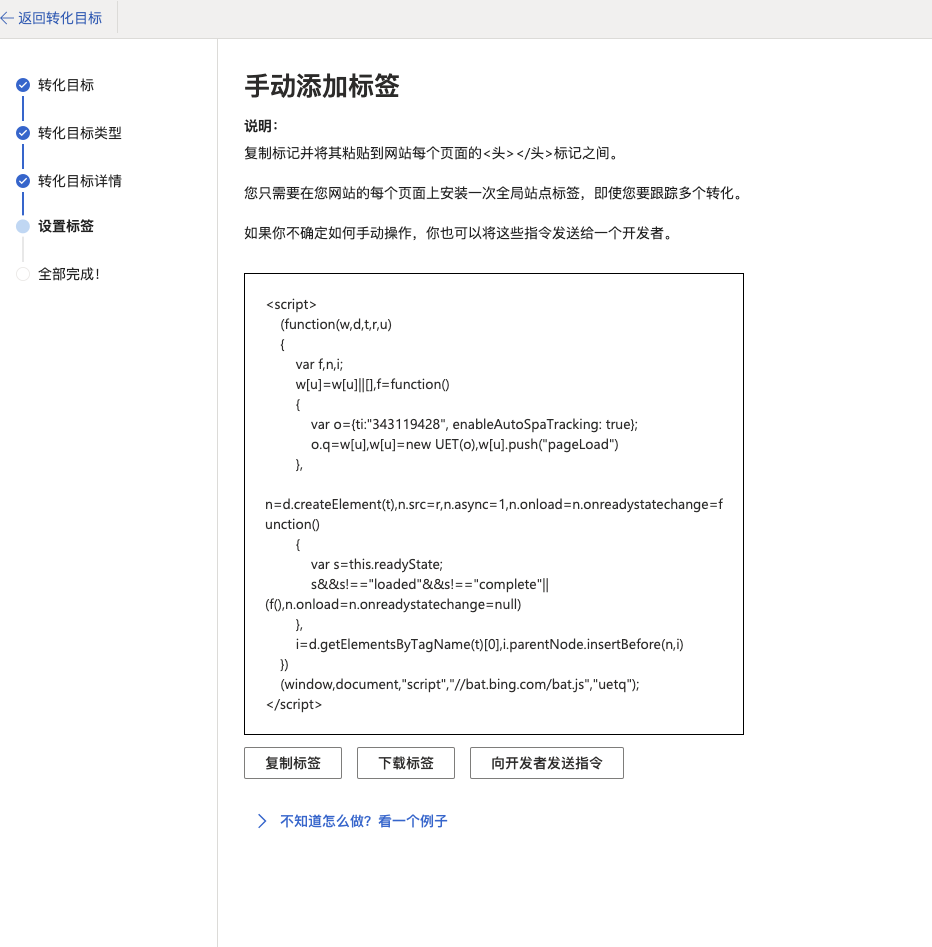 返回转化目标
转化目标
转化目标类型
转化目标详情
设置标签
全部完成!
手动添加标签
说明:
复制标记并将其粘贴到网站每个页面的<头></头>标记之间。
您只需要在您网站的每个页面上安装一次全局站点标签，即使您要跟踪多个转化。
如果你不确定如何手动操作，你也可以将这些指令发送给一个开发者。
<script>
(function(w,d,t,r,u)
{
var f,n,i;
w[u]=w[u]||[],f=function()
{
var o={ti:"343119428", enableAutoSpaTracking: true};
o.q=w[u],w[u]=new UET(o),w[u].push("pageLoad")
},
n=d.createElement(t),n.src=r,n.async=1,n.onload=n.onreadystatechange=f
unction()
{
var s=this.readyState;
s&&s!=="loaded"&&s!=="complete"||
(f(),n.onload=n.onreadystatechange=null)
},
i=d.getElementsByTagName(t)[0],i.parentNode.insertBefore(n,i)
})
(window,document,"script","//bat.bing.com/bat.js","uetq");
</script>
复制标签 下载标签 向开发者发送指令
不知道怎么做？看一个例子